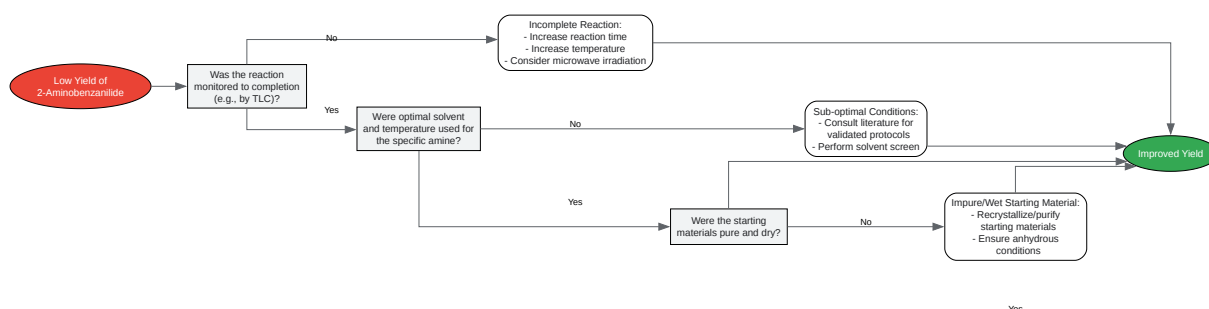 Low Yield of
2-Aminobenzanilide
Was the reaction
monitored to completion
(e.g., by TLC)?
No
Incomplete Reaction:
- Increase reaction time
- Increase temperature
- Consider microwave irradiation
Yes
Were optimal solvent
and temperature used for
the specific amine?
No
Sub-optimal Conditions:
- Consult literature for
validated protocols
- Perform solvent screen
Improved Yield
Yes
Were the starting
materials pure and dry?
No
Impure/Wet Starting Material:
- Recrystallize/purify
starting materials
- Ensure anhydrous
conditions
Yes